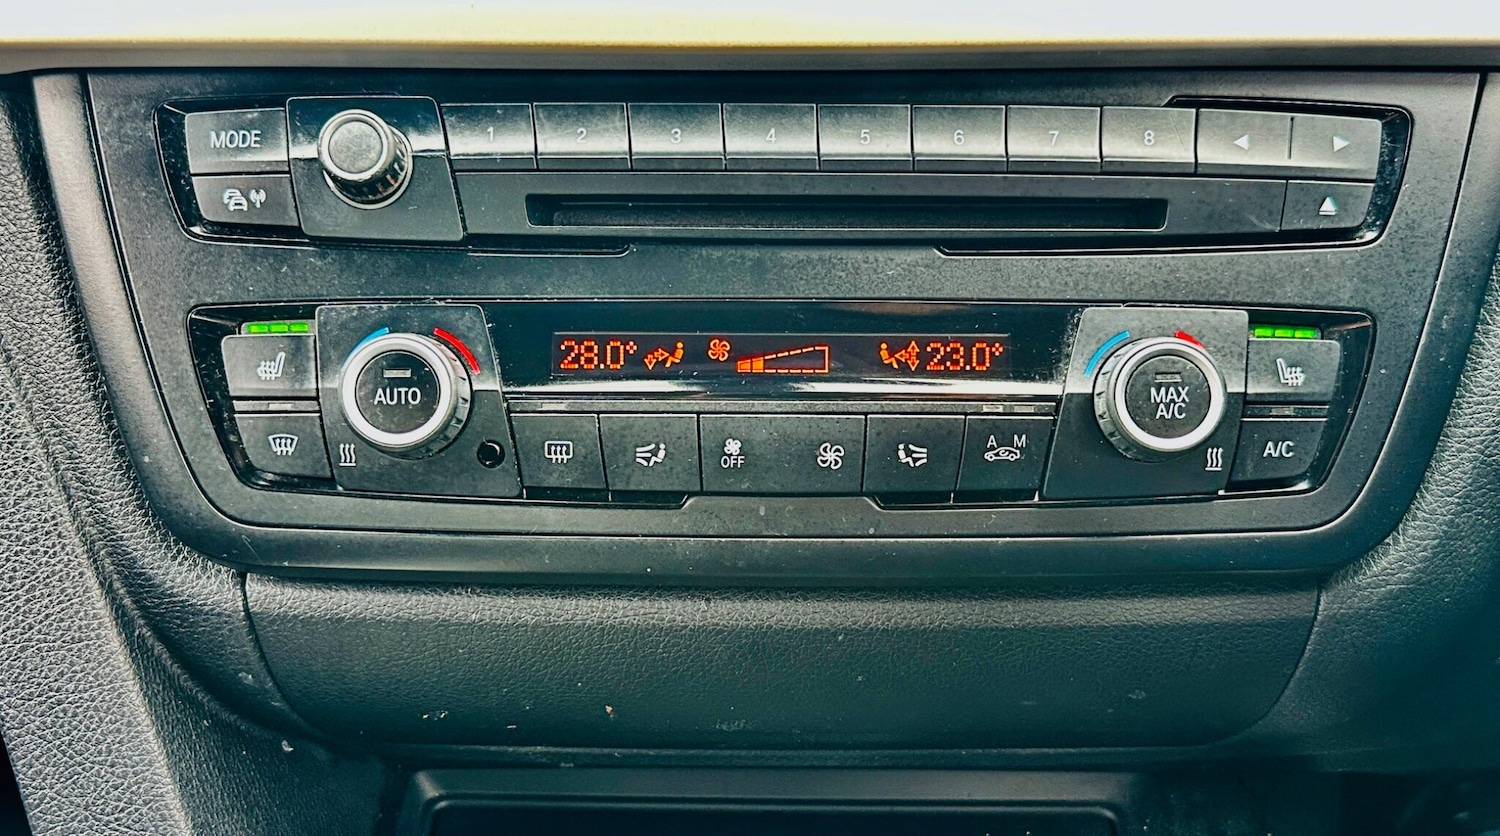 MODE 1 2 3 4 5 6 7 8
28.0° 23.0°
AUTO
MAX
A/C
OFF
A M
A/C